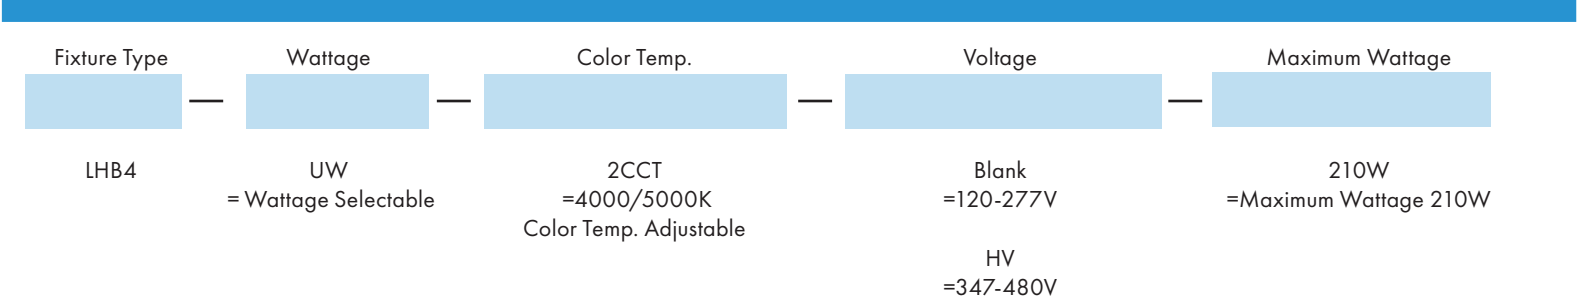 Fixture Type
Wattage
Color Temp.
Voltage
Maximum Wattage
LHB4
UW
= Wattage Selectable
2CCT
=4000/5000K
Color Temp. Adjustable
Blank
=120-277V
HV
=347-480V
210W
=Maximum Wattage 210W